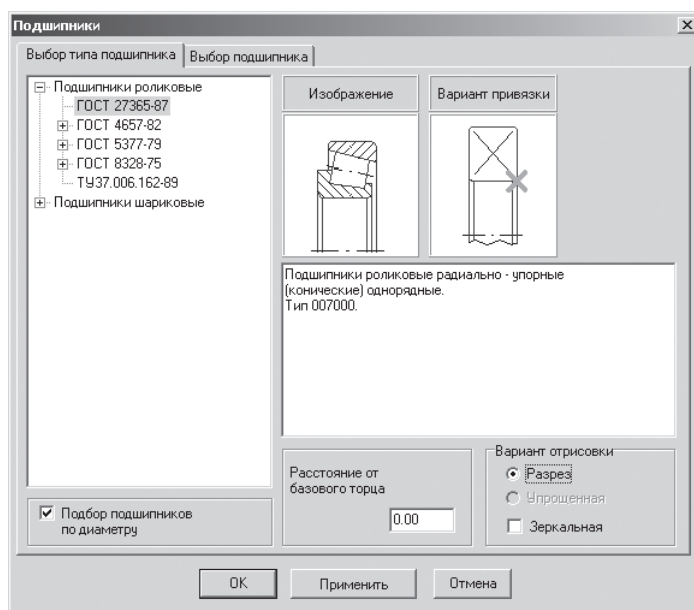 Подшипники
Выбор типа подшипника
Выбор подшипника
Подшипники роликовые
ГОСТ 27365-87
ГОСТ 4657-82
ГОСТ 5377-79
ГОСТ 8328-75
ТУ37.006.162-89
Подшипники шариковые
Изображение
Вариант привязки
Подшипники роликовые радиально - упорные
(конические) однорядные.
Тип 007000.
Расстояние от
базового торца
0.00
Вариант отрисовки
Разрез
Упрощенная
Зеркальная
Подбор подшипников
по диаметру
OK
Применить
Отмена